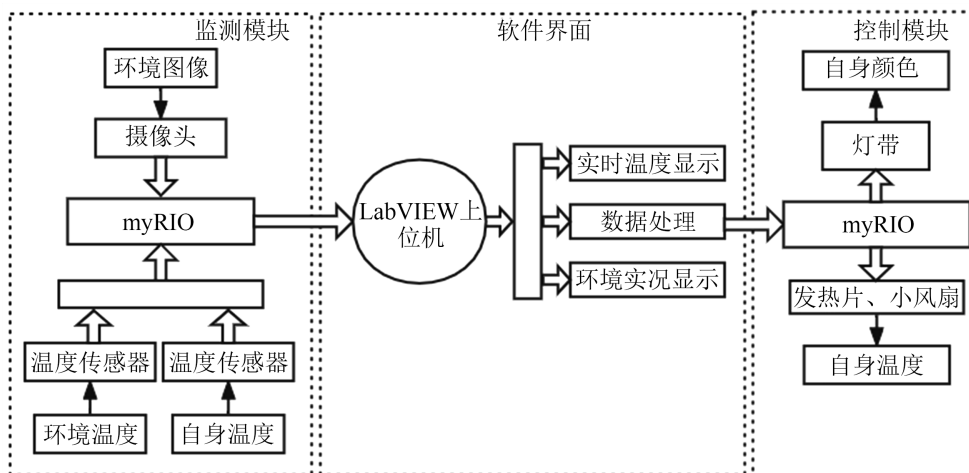 监测模块
环境图像
摄像头
myRIO
温度传感器
温度传感器
环境温度
自身温度
软件界面
LabVIEW上
位机
实时温度显示
数据处理
环境实况显示
控制模块
自身颜色
灯带
myRIO
发热片、小风扇
自身温度